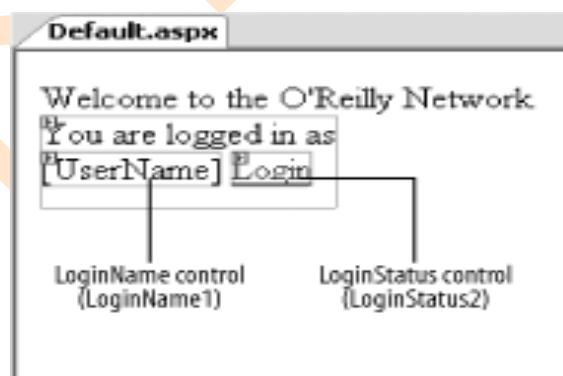 Default.aspx
Welcome to the O'Reilly Network
You are logged in as
[UserName] Login
LoginName control
(LoginName1)
LoginStatus control
(LoginStatus2)